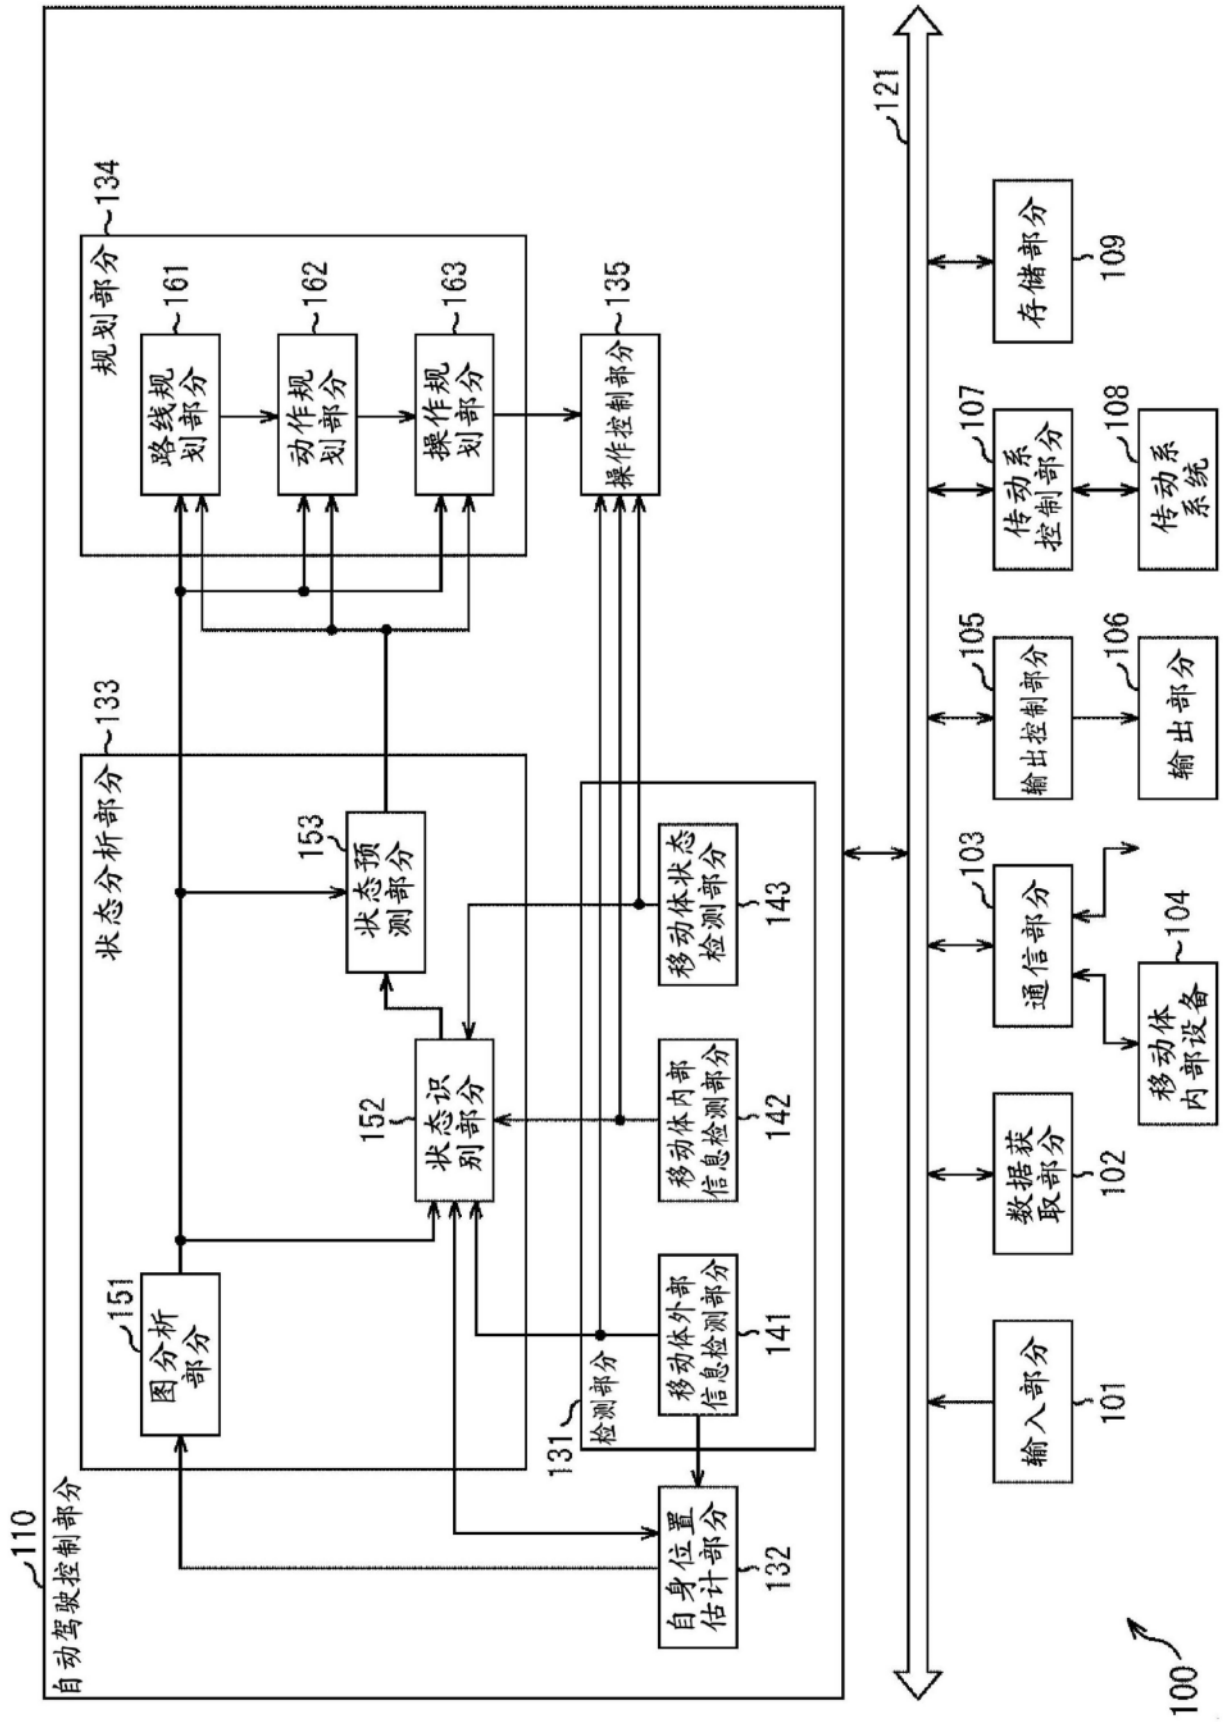 110
自动驾驶控制部分
133
状态分析部分
134
规划部分
151
图分析
部分
161
路线规
划部分
153
状态预
测部分
162
动作规
划部分
152
状态识
别部分
163
操作规
划部分
131
检测部分
135
操作控制部分
自身位置
估计部分
132
移动体外部
信息检测部分
141
移动体内部
信息检测部分
142
移动体状态
检测部分
143
121
输入部分
101
数据获
取部分
102
103
通信部分
104
移动体
内部设备
105
输出控制部分
106
输出部分
107
传动系
控制部分
108
传动系
系统
存储部分
109
100